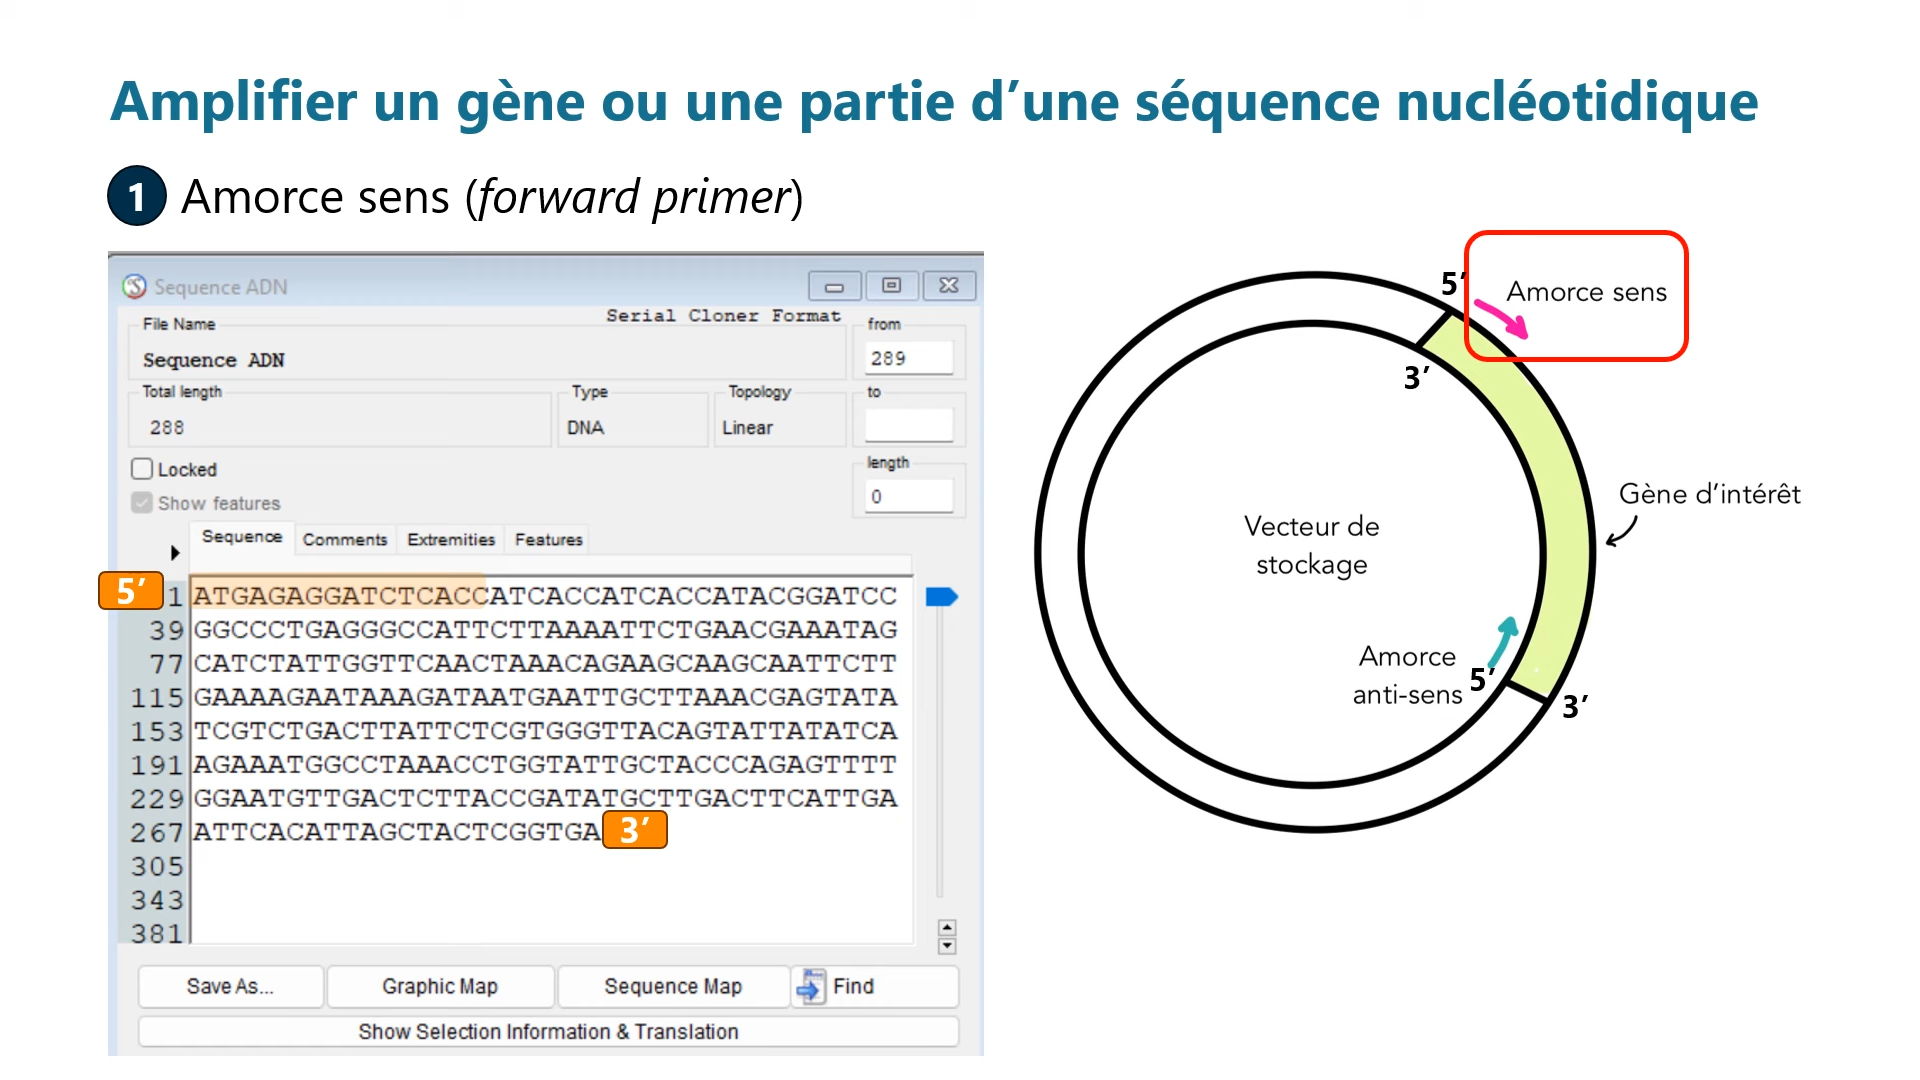 Amplifier un gène ou une partie d’une séquence nucléotidique
1 Amorce sens (forward primer)
Sequence ADN
Serial Cloner Format
File Name
Sequence ADN
from
289
Total length
288
Type
DNA
Topology
Linear
to
Locked
length
0
Show features
Sequence Comments Extremities Features
5’ 1 ATGAGAGGATCTCACCATCACCATCACCATACGGATCC
39 GGCCCTGAGGGCCATTCTTAAAATTCTGAACGAAATAG
77 CATCTATTGGTTCAACTAAACAGAAGCAAGCAATTCTT
115 GAAAAGAATAAAGATAATGAATTGCTTAAACGAGTATA
153 TCGTCTGACTTATTCTCGTGGGTTACAGTATTATATCA
191 AGAAATGGCCTAAACCTGGTATTGCTACCCAGAGTTTT
229 GGAATGTTGACTCTTACCGATATGCTTGACTTCATTGA
267 ATTCACATTAGCTACTCGGTGA 3’
305
343
381
Save As... Graphic Map Sequence Map Find
Show Selection Information & Translation
5’
Amorce sens
3’
Gène d’intérêt
Vecteur de
stockage
Amorce
anti-sens
5’
3’